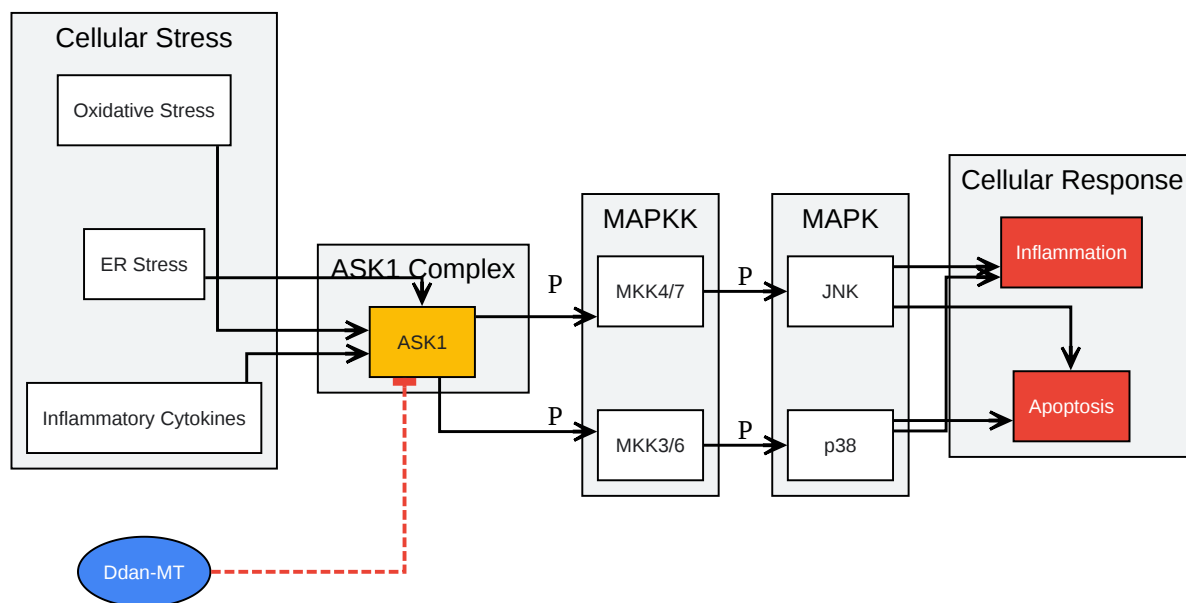 Cellular Stress
Oxidative Stress
ER Stress
Inflammatory Cytokines
ASK1 Complex
ASK1
P
P
MAPKK
MKK4/7
MKK3/6
P
P
MAPK
JNK
p38
Cellular Response
Inflammation
Apoptosis
Ddan-MT